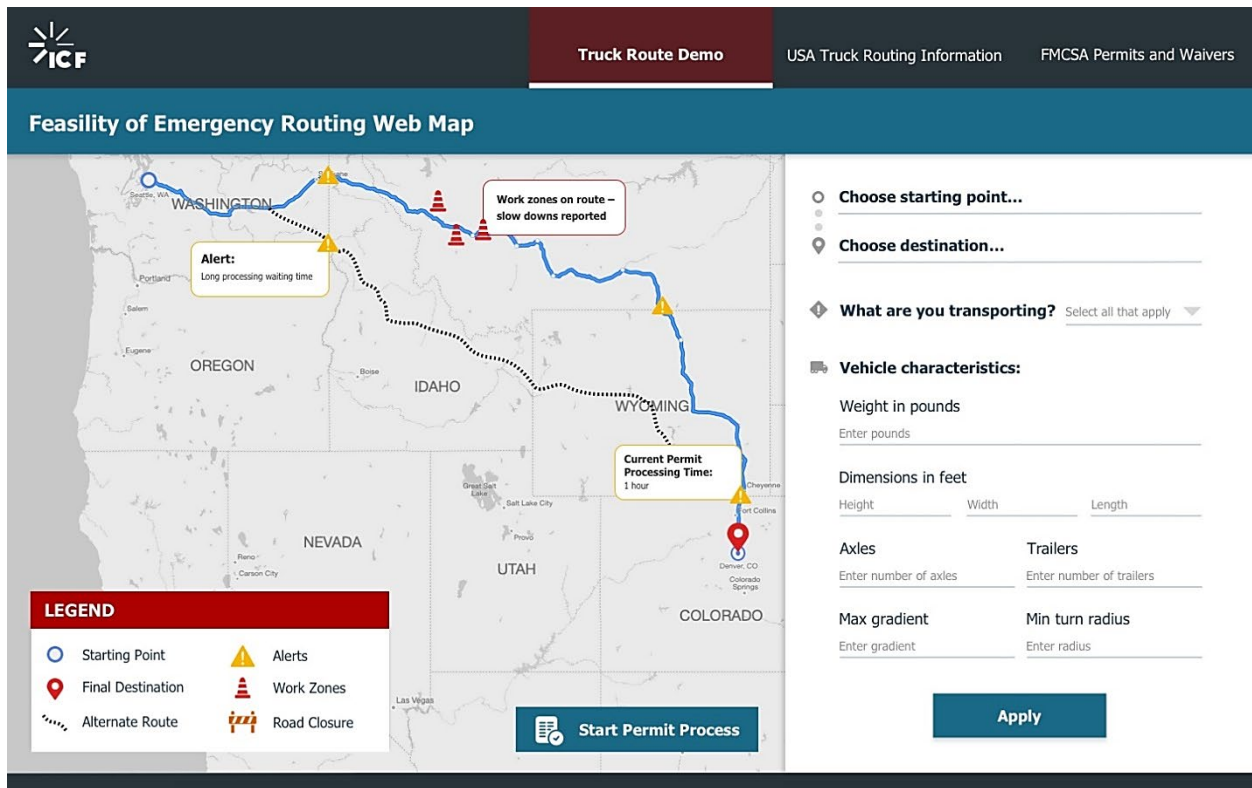 ICF
Truck Route Demo
USA Truck Routing Information
FMCSA Permits and Waivers
Feasility of Emergency Routing Web Map
Seattle, WA
WASHINGTON
Work zones on route –
slow downs reported
Alert:
Long processing waiting time
Portland
Salem
Eugene
OREGON
Boise
IDAHO
WYOMING
Current Permit
Processing Time:
1 hour
Cheyenne
Fort Collins
Great Salt
Lake
Salt Lake City
Provo
NEVADA
Reno
Carson City
UTAH
Denver, CO
Colorado
Springs
COLORADO
Las Vegas
LEGEND
Starting Point
Alerts
Final Destination
Work Zones
Alternate Route
Road Closure
Start Permit Process
Choose starting point...
Choose destination...
What are you transporting?
Select all that apply
Vehicle characteristics:
Weight in pounds
Enter pounds
Dimensions in feet
Height
Width
Length
Axles
Trailers
Enter number of axles
Enter number of trailers
Max gradient
Min turn radius
Enter gradient
Enter radius
Apply